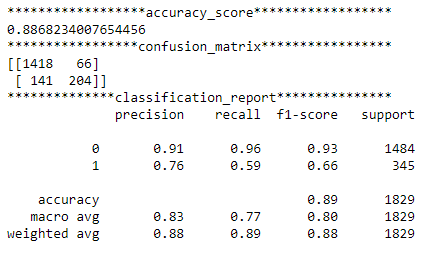 ******************accuracy_score******************
0.8868234007654456
*****************confusion_matrix*****************
[[1418   66]
 [ 141  204]]
**************classification_report***************
              precision    recall  f1-score   support

           0       0.91      0.96      0.93      1484
           1       0.76      0.59      0.66       345

    accuracy                           0.89      1829
   macro avg       0.83      0.77      0.80      1829
weighted avg       0.88      0.89      0.88      1829